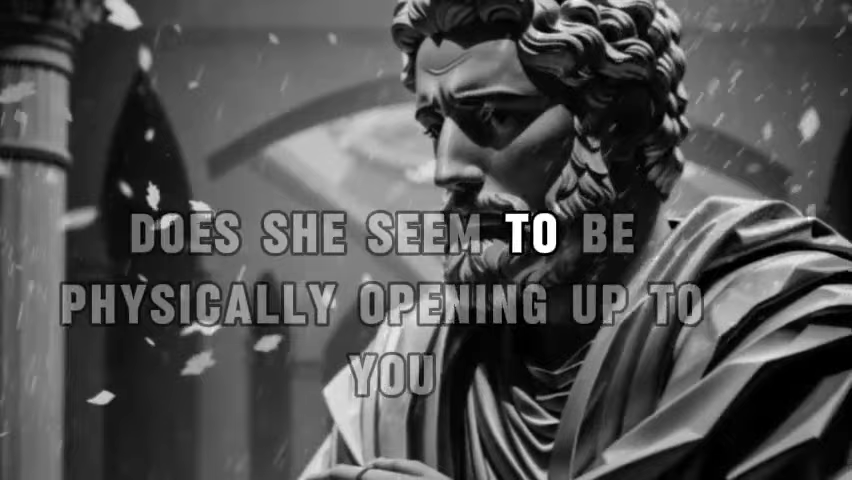 DOES SHE SEEM TO BE
PHYSICALLY OPENING UP TO
YOU